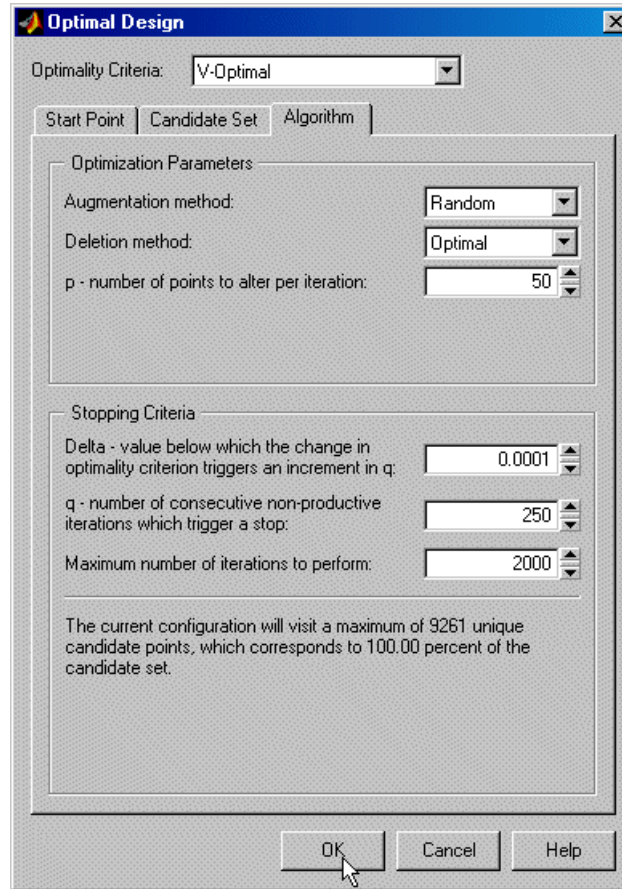 Optimal Design
Optimality Criteria: V-Optimal
Start Point Candidate Set Algorithm
Optimization Parameters
Augmentation method: Random
Deletion method: Optimal
p - number of points to alter per iteration: 50
Stopping Criteria
Delta - value below which the change in
optimality criterion triggers an increment in q: 0.0001
q - number of consecutive non-productive
iterations which trigger a stop: 250
Maximum number of iterations to perform: 2000
The current configuration will visit a maximum of 9261 unique
candidate points, which corresponds to 100.00 percent of the
candidate set.
OK Cancel Help